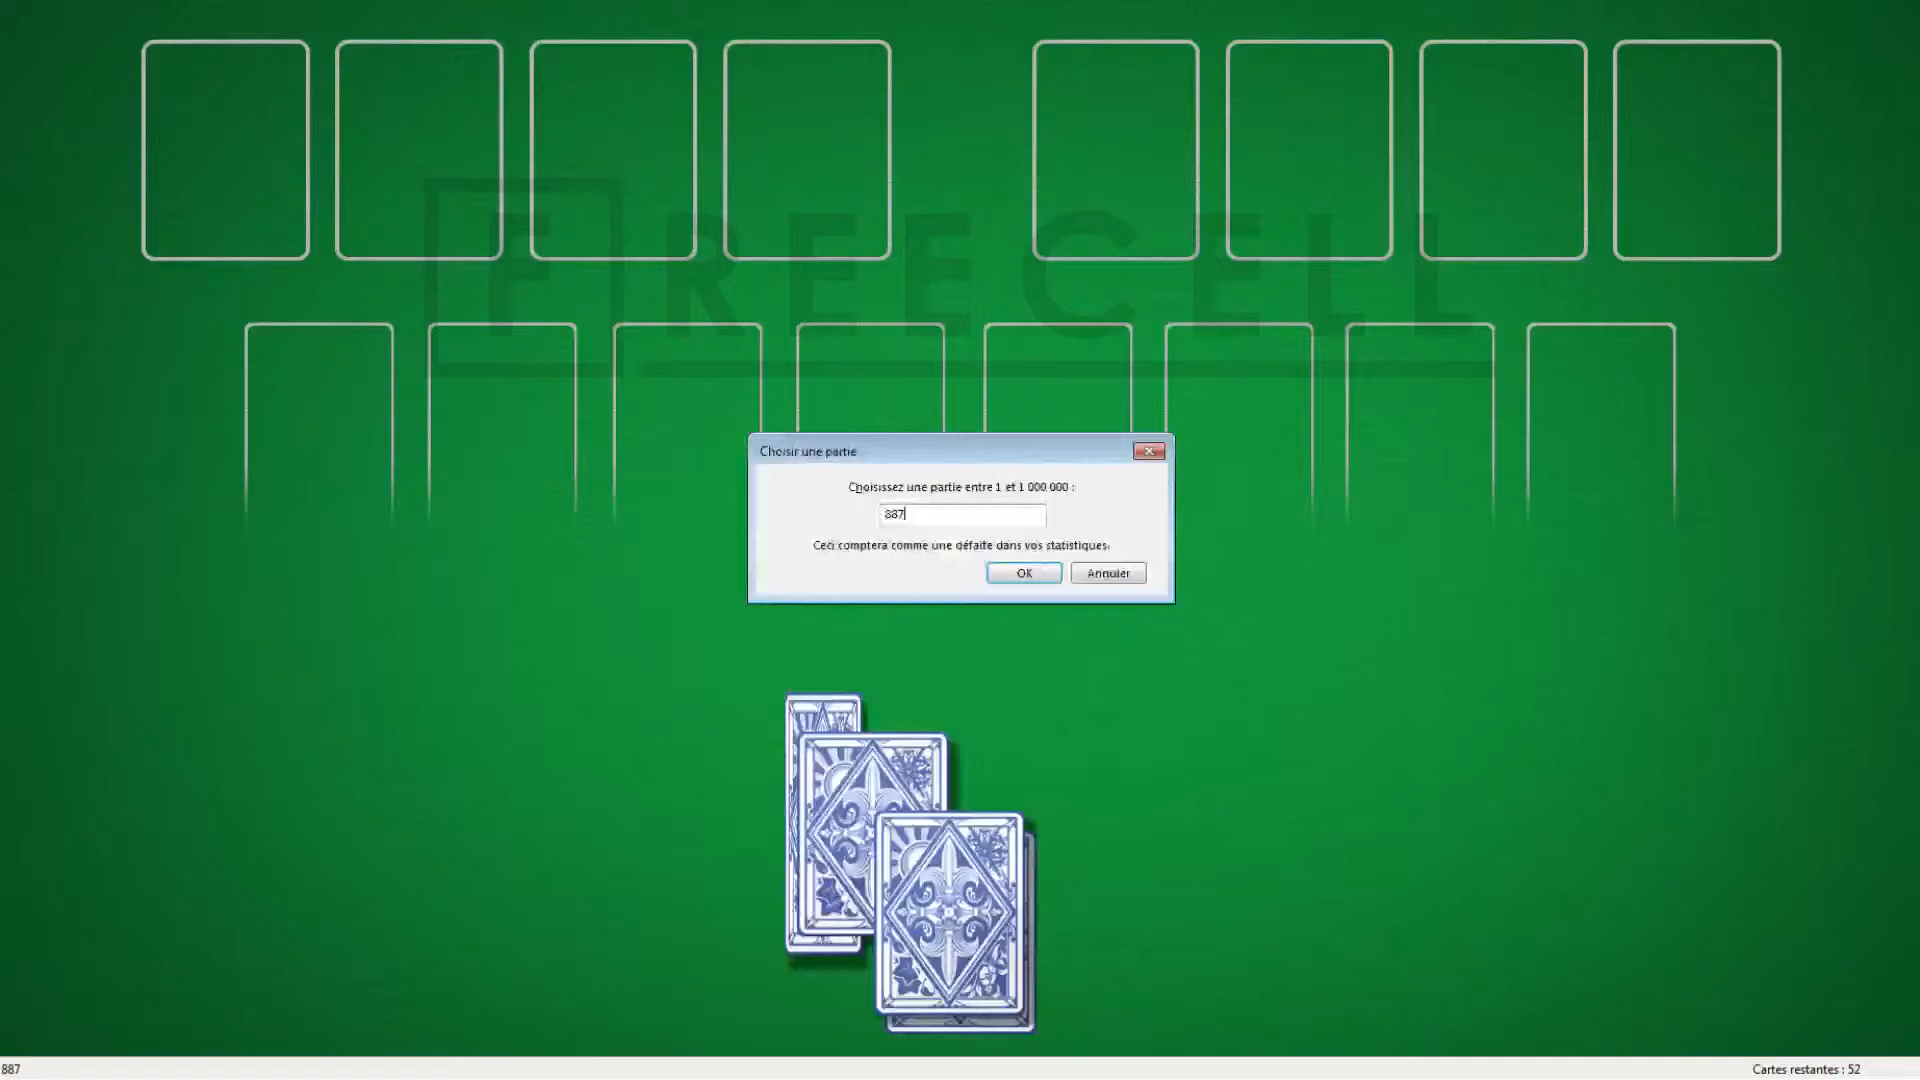 FREECELL
Choisir une partie
Choisissez une partie entre 1 et 1 000 000 :
887
Ceci comptera comme une défaite dans vos statistiques.
OK
Annuler
887
Cartes restantes : 52